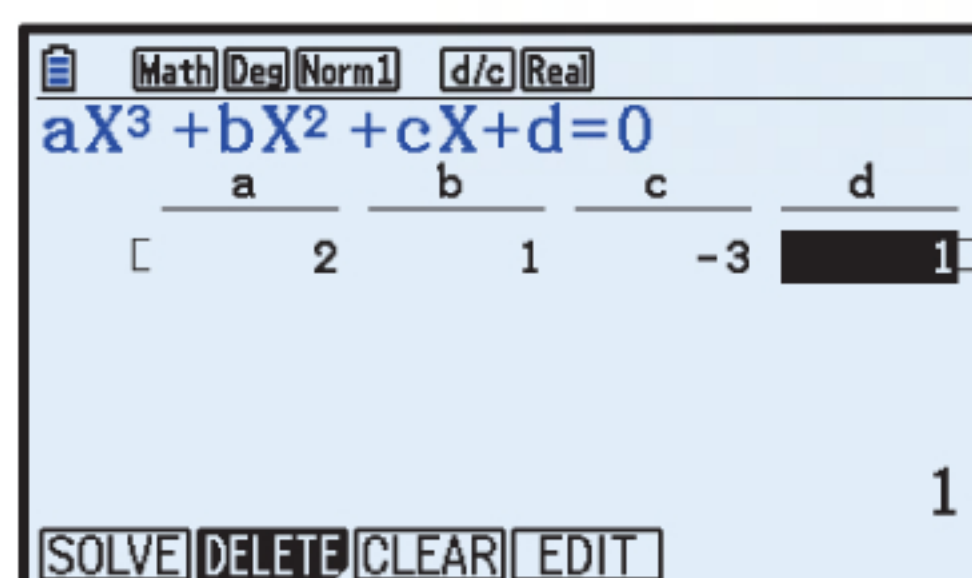 Math Deg Norm1 d/c Real
aX³+bX²+cX+d=0
a b c d
[ 2 1 -3 1 ]
1
SOLVE DELETE CLEAR EDIT